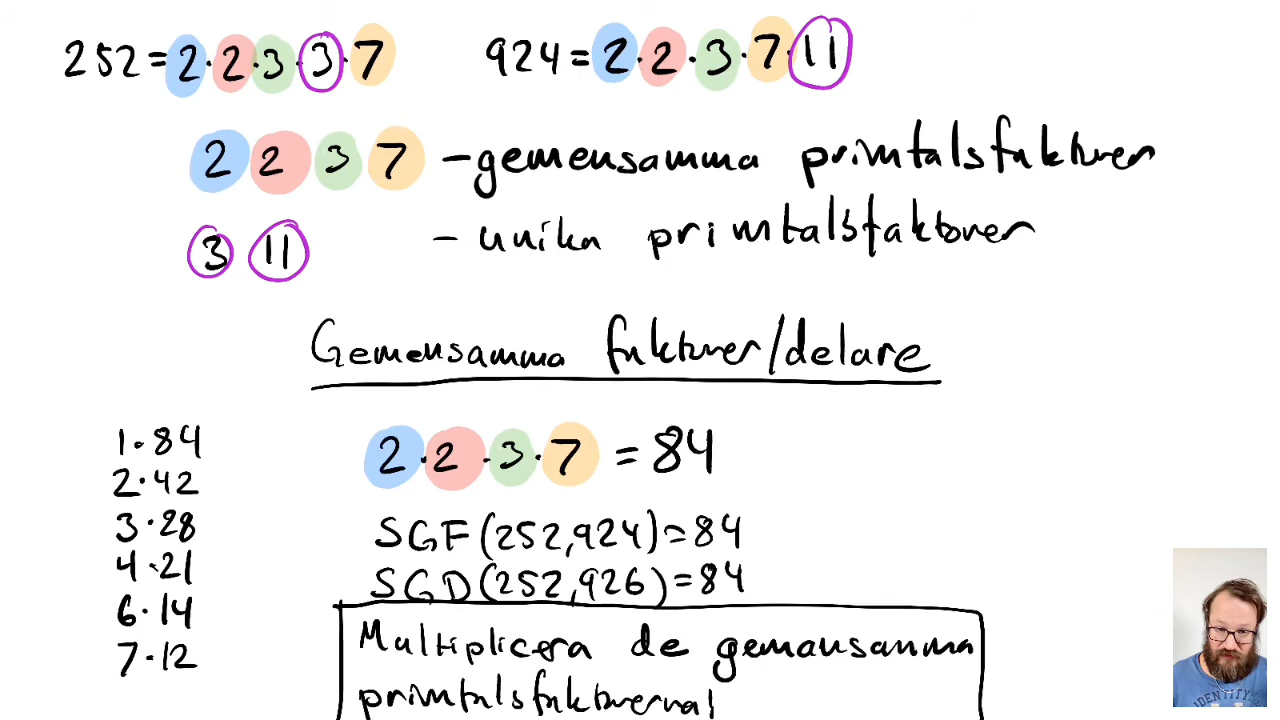 252=2·2·3·3·7
924=2·2·3·7·11
2 2 3 7 -gemensamma primtalsfaktorer
3 11 - unika primtalsfaktorer
Gemensamma faktorer/delare
2·2·3·7 = 84
1·84
2·42
3·28
4·21
6·14
7·12
SGF(252,924)=84
SGD(252,926)=84
Multiplicera de gemensamma
primtalsfaktorerna!
IDENTITY